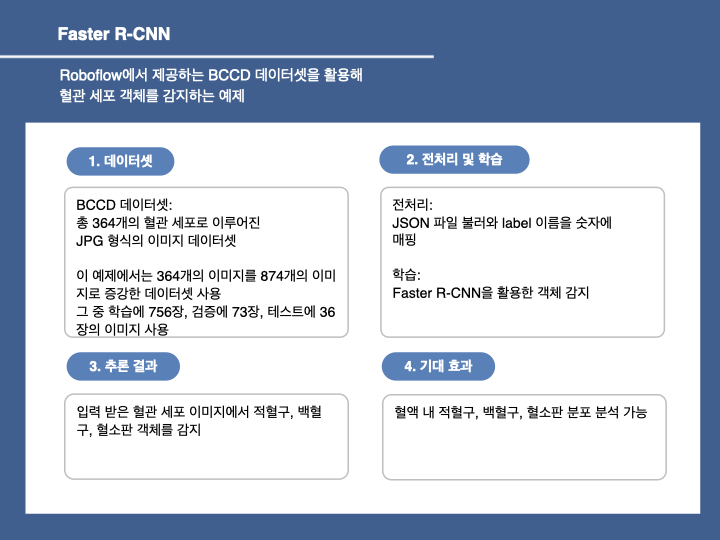 Faster R-CNN
Roboflow에서 제공하는 BCCD 데이터셋을 활용해
혈관 세포 객체를 감지하는 예제
1. 데이터셋
BCCD 데이터셋:
총 364개의 혈관 세포로 이루어진
JPG 형식의 이미지 데이터셋
이 예제에서는 364개의 이미지를 874개의 이미
지로 증강한 데이터셋 사용
그 중 학습에 756장, 검증에 73장, 테스트에 36
장의 이미지 사용
2. 전처리 및 학습
전처리:
JSON 파일 불러와 label 이름을 숫자에
매핑
학습:
Faster R-CNN을 활용한 객체 감지
3. 추론 결과
입력 받은 혈관 세포 이미지에서 적혈구, 백혈
구, 혈소판 객체를 감지
4. 기대 효과
혈액 내 적혈구, 백혈구, 혈소판 분포 분석 가능